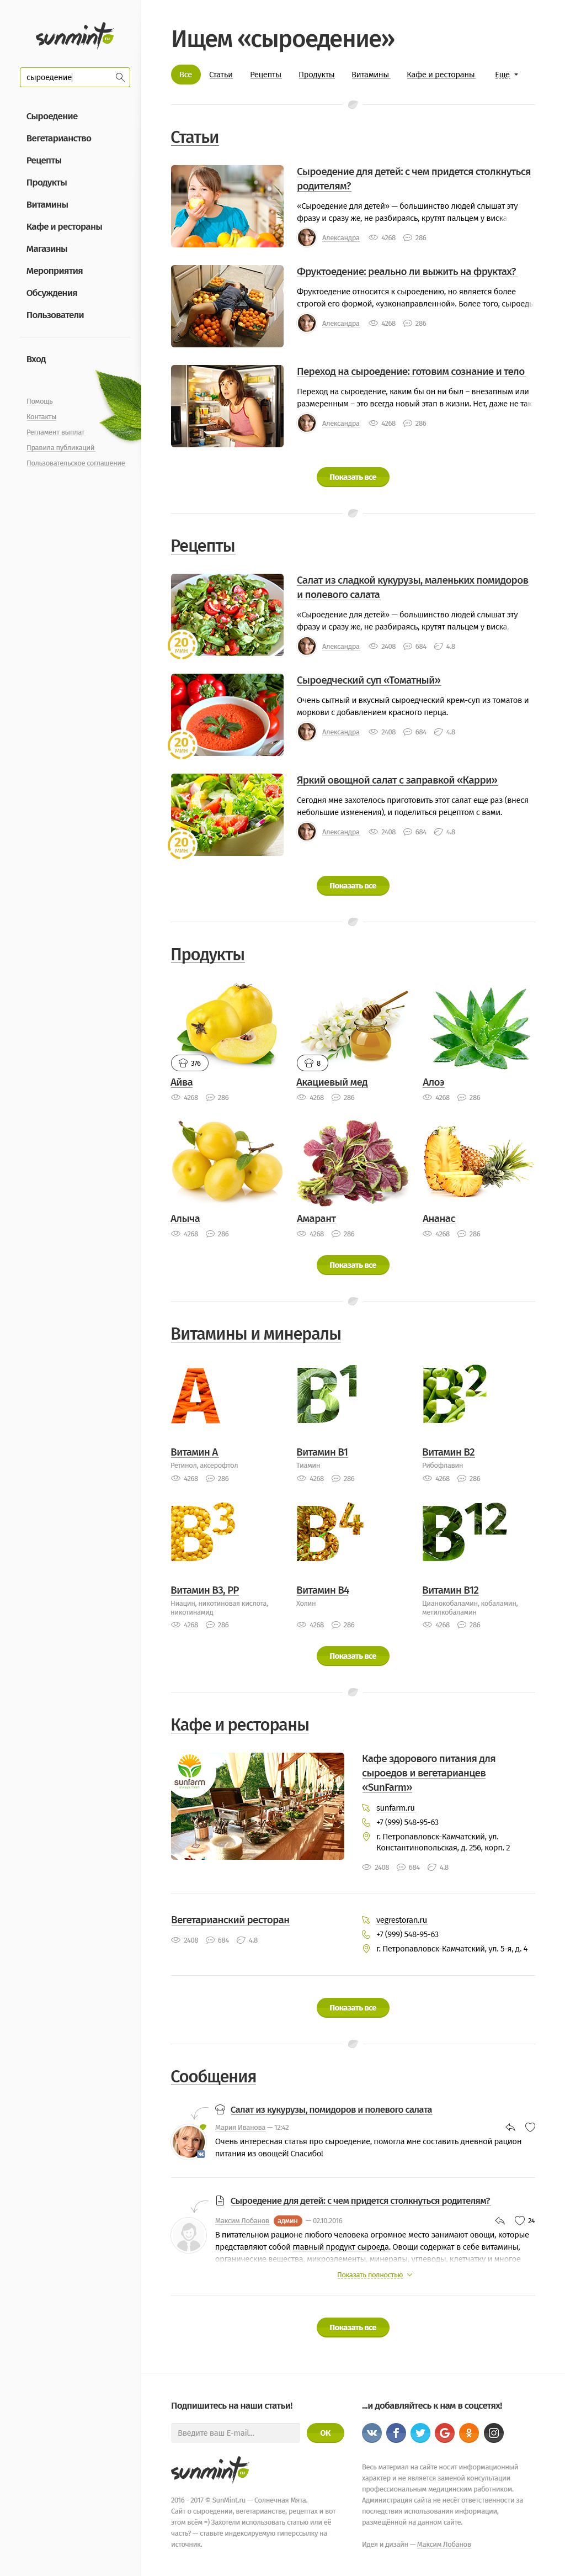 sunmint.ru
сыроедение
Сыроедение
Вегетарианство
Рецепты
Продукты
Витамины
Кафе и рестораны
Магазины
Мероприятия
Обсуждения
Пользователи
Вход
Помощь
Контакты
Регламент выплат
Правила публикаций
Пользовательское соглашение
Ищем «сыроедение»
Все Статьи Рецепты Продукты Витамины Кафе и рестораны Еще
Статьи
Сыроедение для детей: с чем придется столкнуться
родителям?
«Сыроедение для детей» — большинство людей слышат эту
фразу и сразу же, не разбираясь, крутят пальцем у виска.
Александра 4268 286
Фруктоедение: реально ли выжить на фруктах?
Фруктоедение относится к сыроедению, но является более
строгой его формой, «узконаправленной». Более того, сыроеды
Александра 4268 286
Переход на сыроедение: готовим сознание и тело
Переход на сыроедение, каким бы он ни был – внезапным или
размеренным – это всегда новый этап в жизни. Нет, даже не так
Александра 4268 286
Показать все
Рецепты
20
МИН
Салат из сладкой кукурузы, маленьких помидоров
и полевого салата
«Сыроедение для детей» — большинство людей слышат эту
фразу и сразу же, не разбираясь, крутят пальцем у виска.
Александра 2408 684 4.8
20
МИН
Сыроедческий суп «Томатный»
Очень сытный и вкусный сыроедческий крем-суп из томатов и
моркови с добавлением красного перца.
Александра 2408 684 4.8
20
МИН
Яркий овощной салат с заправкой «Карри»
Сегодня мне захотелось приготовить этот салат еще раз (внеся
небольшие изменения), и поделиться рецептом с вами.
Александра 2408 684 4.8
Показать все
Продукты
376 8
Айва Акациевый мед Алоэ
4268 286 4268 286 4268 286
Алыча Амарант Ананас
4268 286 4268 286 4268 286
Показать все
Витамины и минералы
A B1 B2
Витамин A Витамин B1 Витамин B2
Ретинол, аксерофтол Тиамин Рибофлавин
4268 286 4268 286 4268 286
B3 B4 B12
Витамин B3, PP Витамин B4 Витамин B12
Ниацин, никотиновая кислота, Холин Цианокобаламин, кобаламин,
никотинамид метилкобаламин
4268 286 4268 286 4268 286
Показать все
Кафе и рестораны
sunfarm
Кафе здорового питания для
сыроедов и вегетарианцев
«SunFarm»
sunfarm.ru
+7 (999) 548-95-63
г. Петропавловск-Камчатский, ул.
Константинопольская, д. 256, корп. 2
2408 684 4.8
Вегетарианский ресторан
2408 684 4.8
vegrestoran.ru
+7 (999) 548-95-63
г. Петропавловск-Камчатский, ул. 5-я, д. 4
Показать все
Сообщения
Салат из кукурузы, помидоров и полевого салата
Мария Иванова — 12:42
Очень интересная статья про сыроедение, помогла мне составить дневной рацион
питания из овощей! Спасибо!
Сыроедение для детей: с чем придется столкнуться родителям?
Максим Лобанов админ — 02.10.2016 24
В питательном рационе любого человека огромное место занимают овощи, которые
представляют собой главный продукт сыроеда. Овощи содержат в себе витамины,
органические вещества, микроэлементы, минералы, углеводы, клетчатку и многое
Показать полностью
Показать все
Подпишитесь на наши статьи!
Введите ваш E-mail... ОК
sunmint.ru
2016 - 2017 © SunMint.ru — Солнечная Мята.
Сайт о сыроедении, вегетарианстве, рецептах и вот
этом всём =) Захотели использовать статью или её
часть? — ставьте индексируемую гиперссылку на
источник.
...и добавляйтесь к нам в соцсетях!
Весь материал на сайте носит информационный
характер и не является заменой консультации
профессиональным медицинским работником.
Администрация сайта не несёт ответственности за
последствия использования информации,
размещённой на данном сайте.
Идея и дизайн — Максим Лобанов